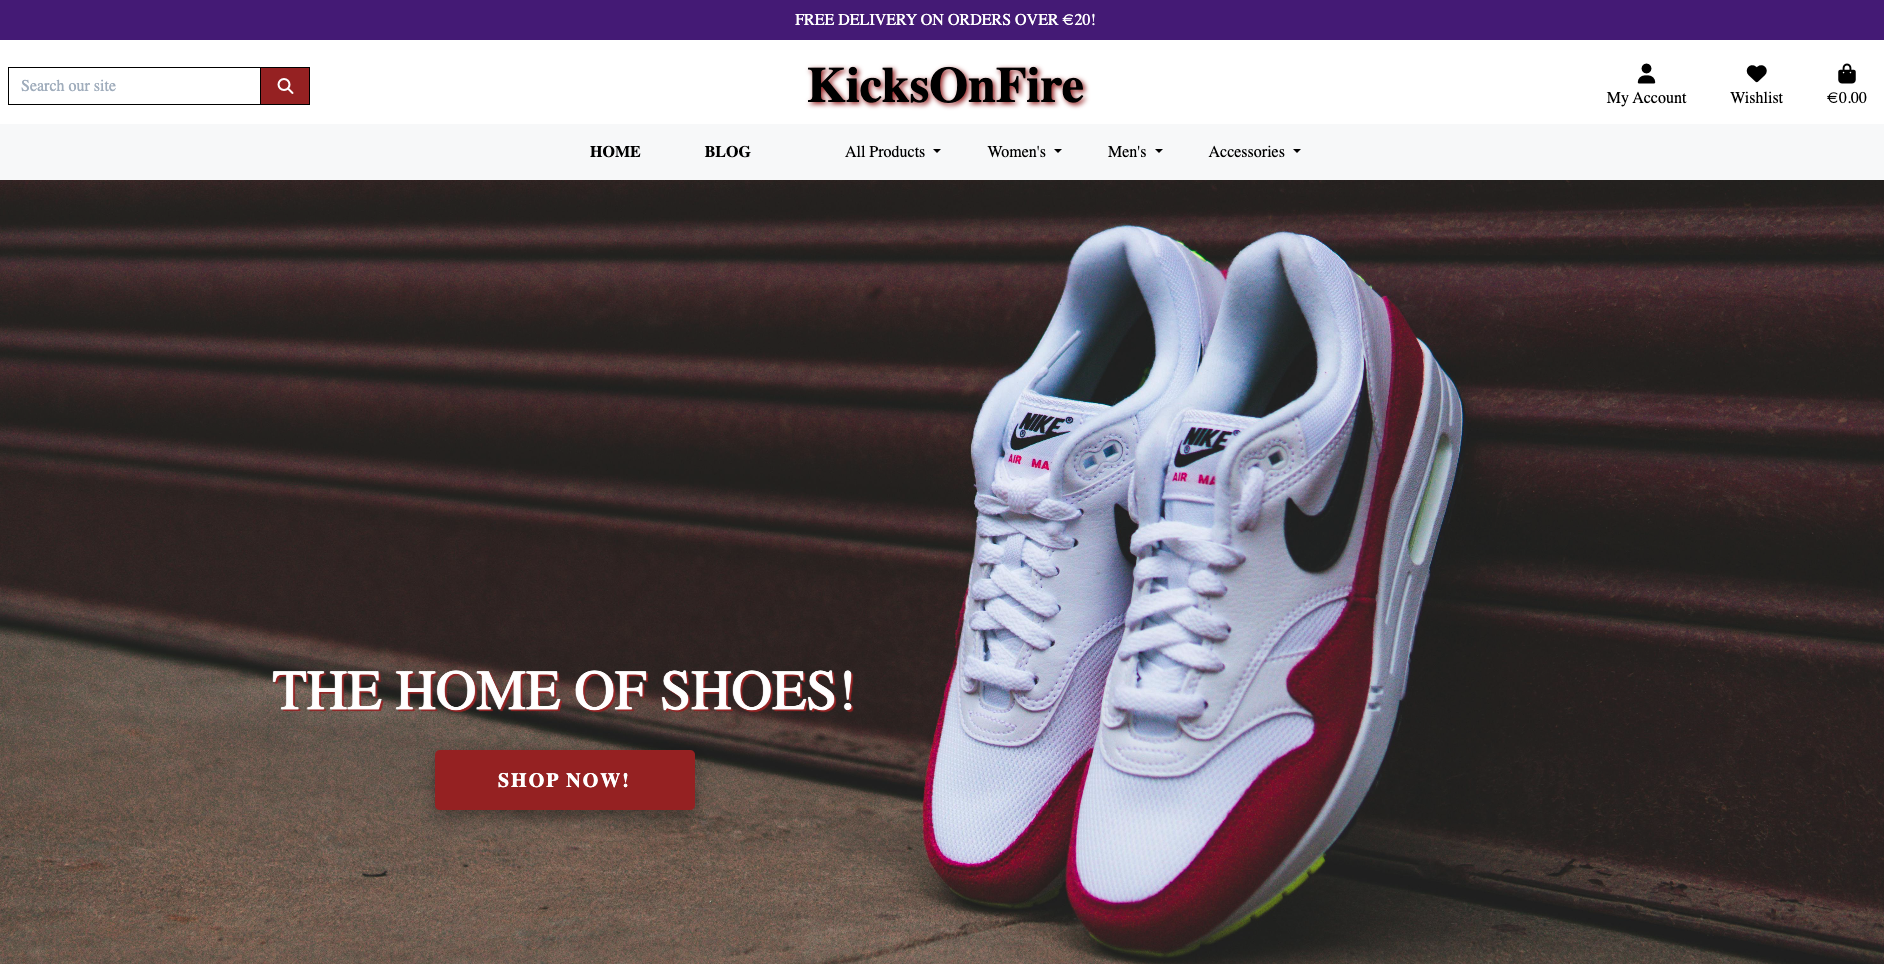 FREE DELIVERY ON ORDERS OVER €20!
Search our site
KicksOnFire
My Account
Wishlist
€0.00
HOME
BLOG
All Products
Women's
Men's
Accessories
NIKE®
®
AIR MA
NIKE®
®
AIR MA
THE HOME OF SHOES!
SHOP NOW!